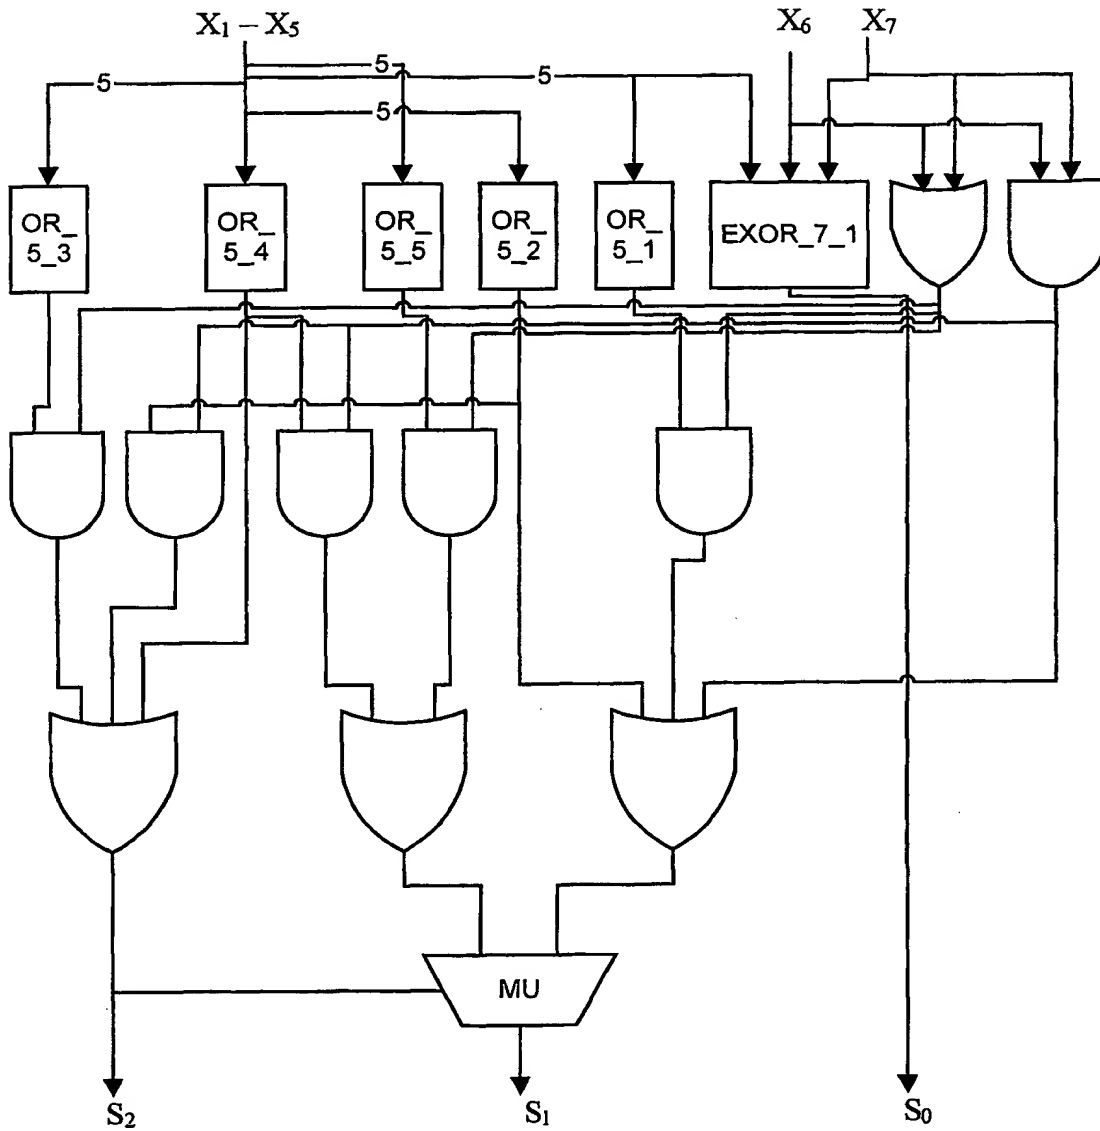 X₁ – X₅
X₆
X₇
5
5
5
5
OR_
5_3
OR_
5_4
OR_
5_5
OR_
5_2
OR_
5_1
EXOR_7_1
MU
S₂
S₁
S₀